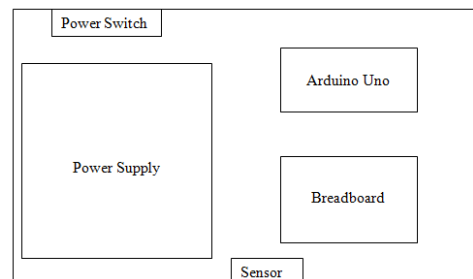 Power Switch
Arduino Uno
Power Supply
Breadboard
Sensor